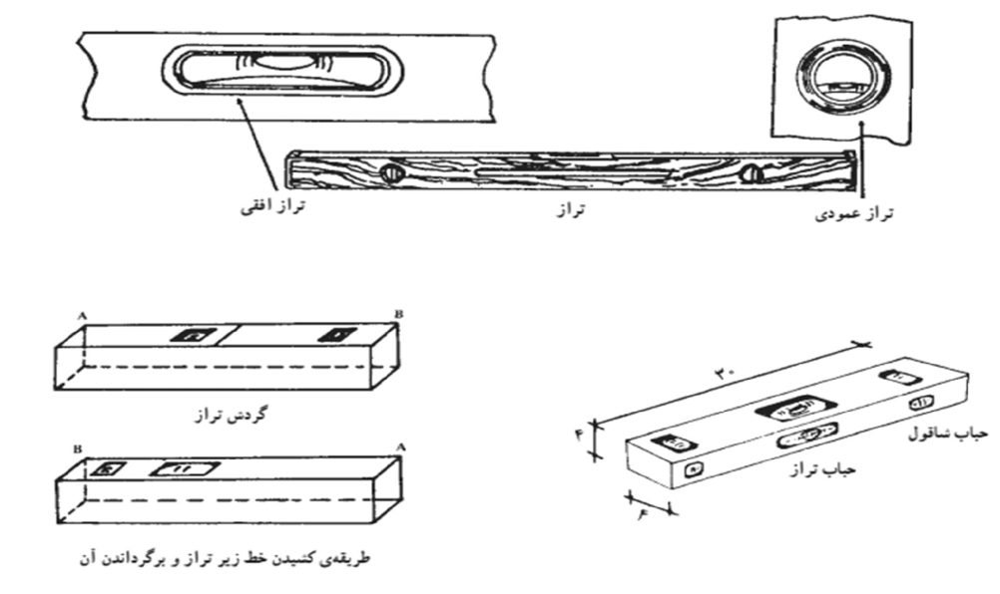 تراز افقی
تراز
تراز عمودی
A B
گردش تراز
B A
طریقه‌ی کشیدن خط زیر تراز و برگرداندن آن
۳۰
۴
۴
حباب شاقول
حباب تراز